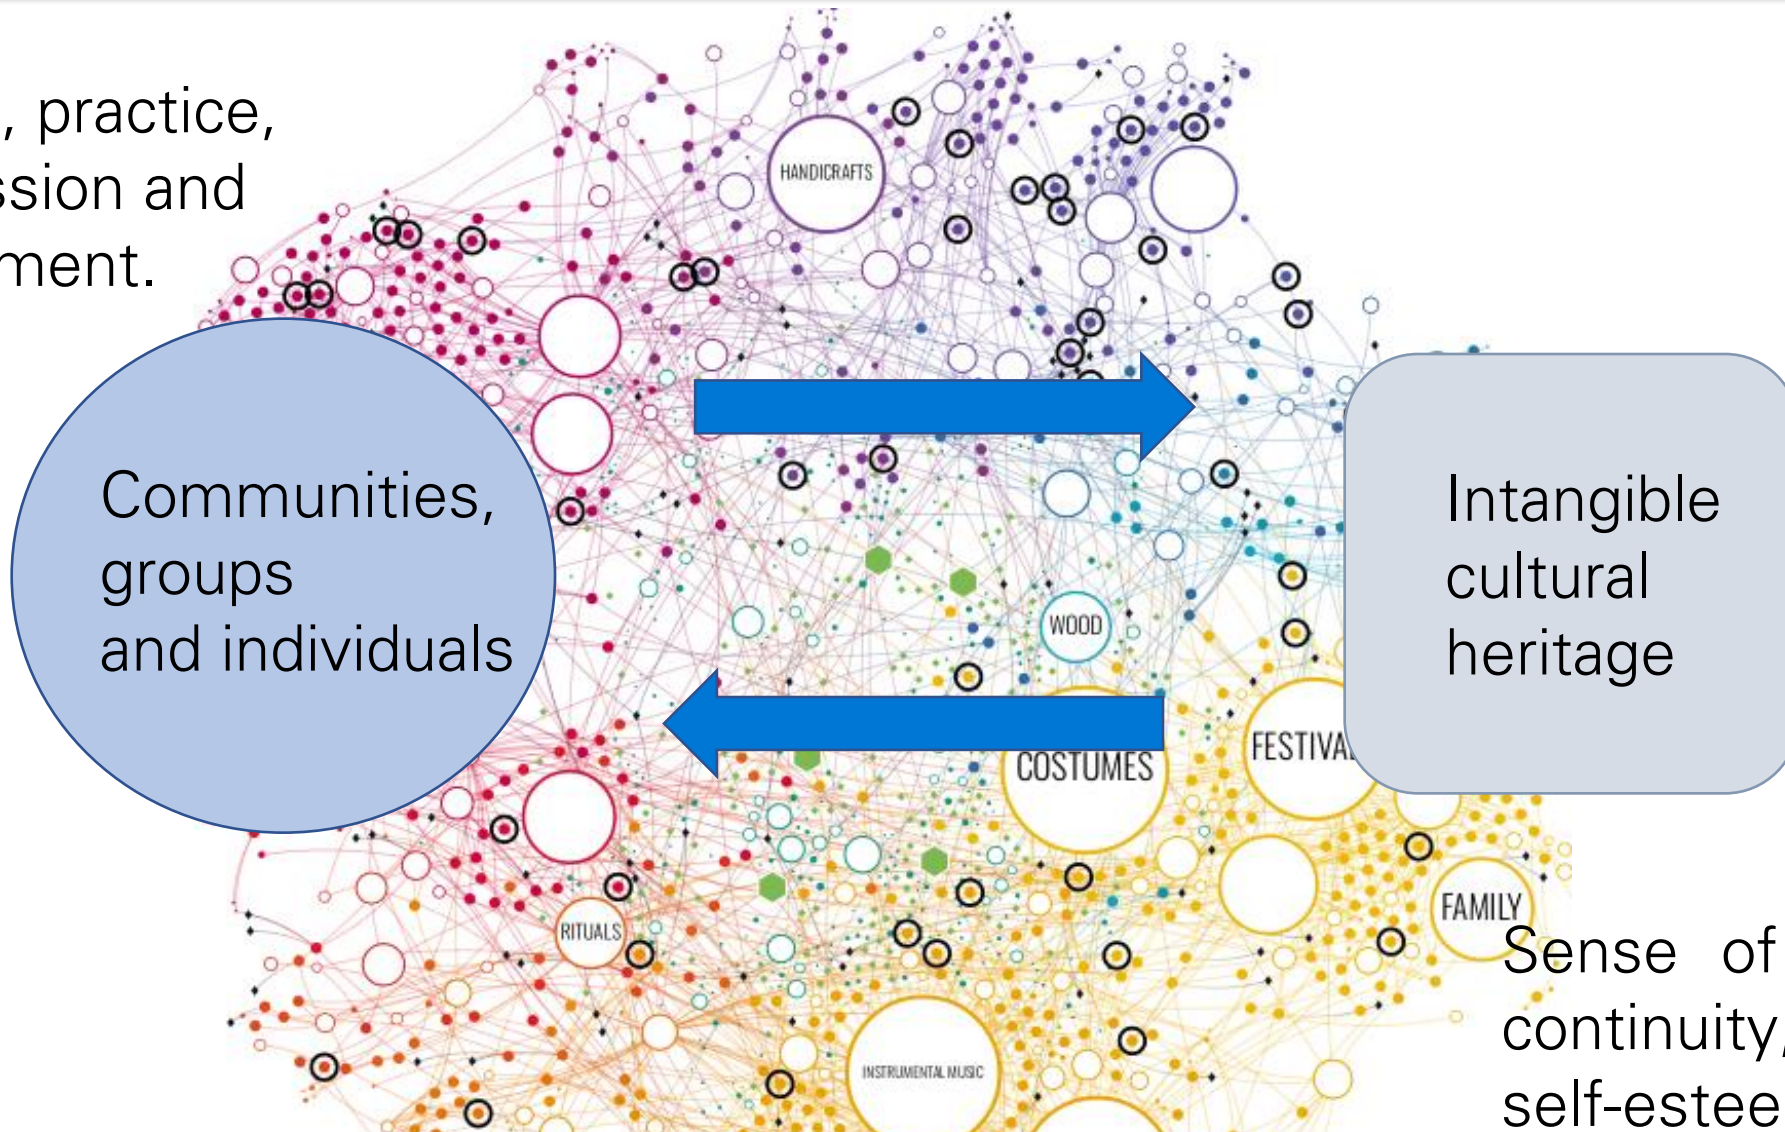 , practice,
ssion and
ment.
HANDICRAFTS
Communities,
groups
and individuals
Intangible
cultural
heritage
WOOD
COSTUMES
FESTIVA
RITUALS
FAMILY
Sense of
continuity,
self-estee
INSTRUMENTAL MUSIC